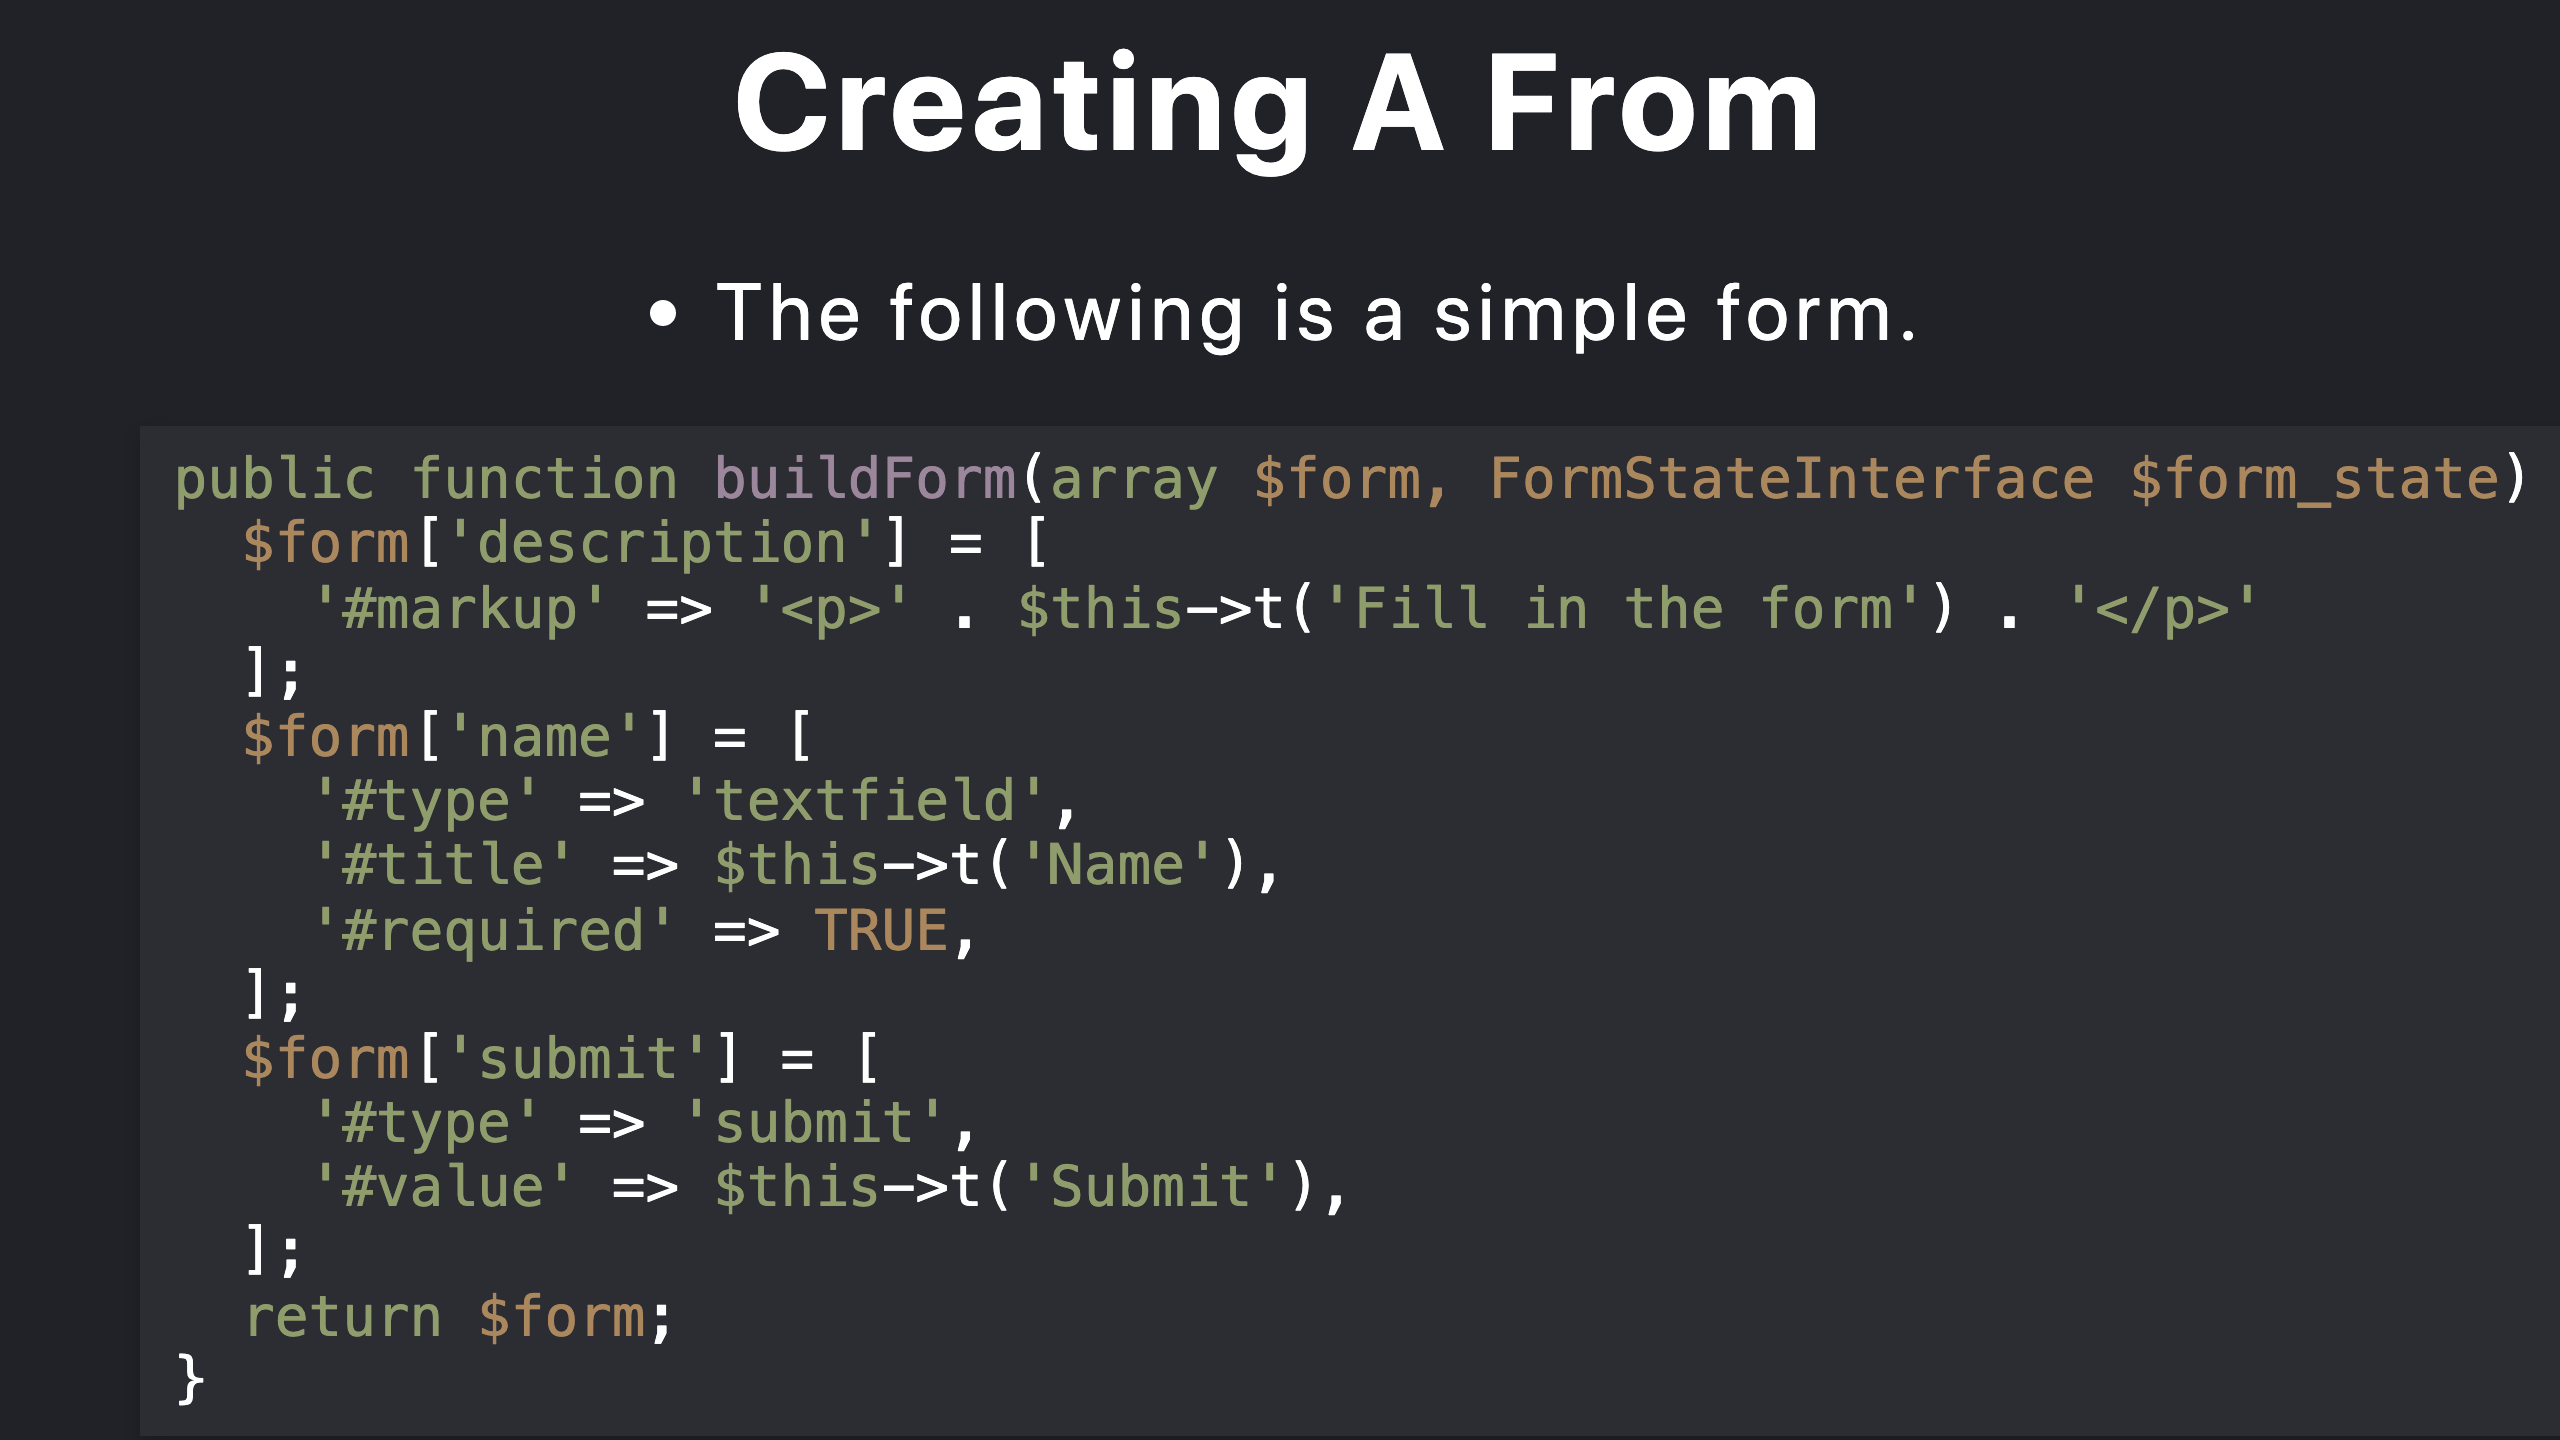 Creating A From
• The following is a simple form.
public function buildForm(array $form, FormStateInterface $form_state)
  $form['description'] = [
    '#markup' => '<p>' . $this->t('Fill in the form') . '</p>'
  ];
  $form['name'] = [
    '#type' => 'textfield',
    '#title' => $this->t('Name'),
    '#required' => TRUE,
  ];
  $form['submit'] = [
    '#type' => 'submit',
    '#value' => $this->t('Submit'),
  ];
  return $form;
}